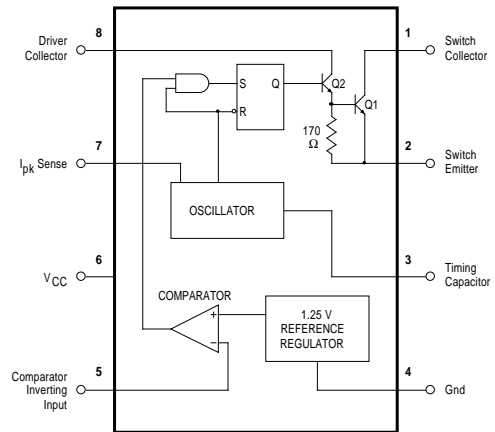 8
Driver
Collector
1
Switch
Collector
S
Q
R
Q2
Q1
170
Ω
7
Ipk Sense
2
Switch
Emitter
OSCILLATOR
6
VCC
3
Timing
Capacitor
COMPARATOR
+
−
1.25 V
REFERENCE
REGULATOR
5
Comparator
Inverting
Input
4
Gnd